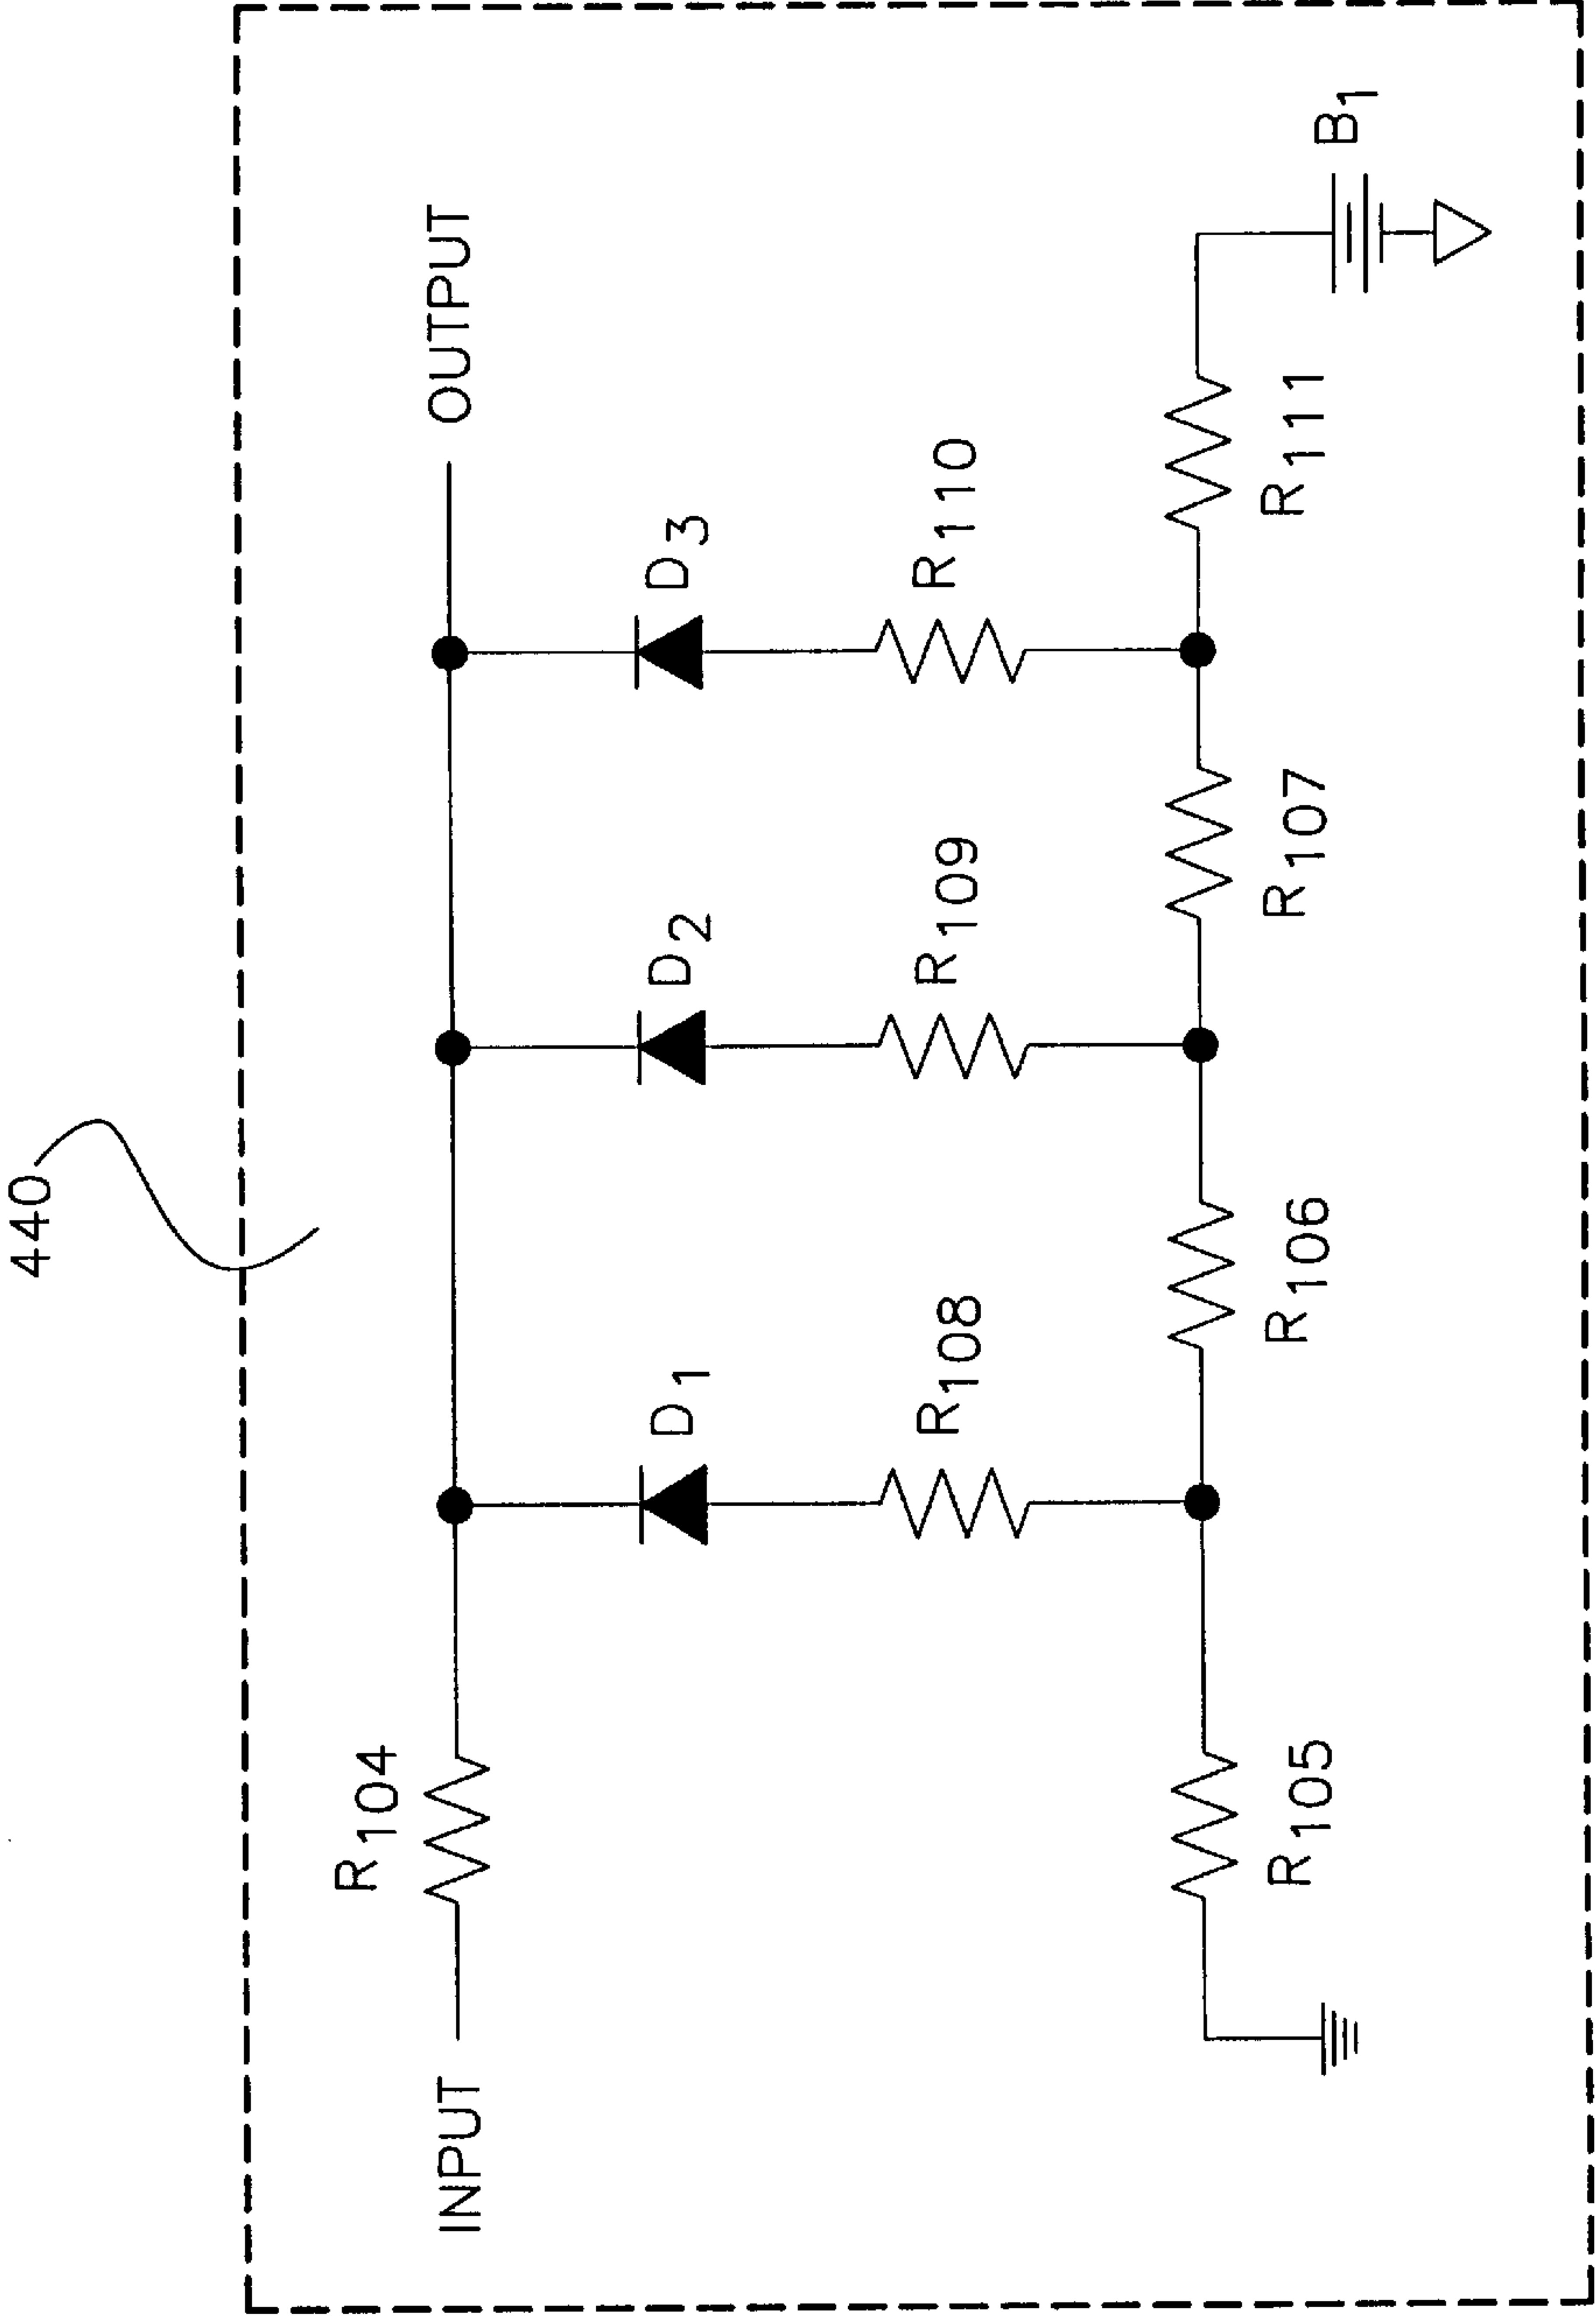 440
R104
INPUT
OUTPUT
D1
D2
D3
R108
R109
R110
R105
R106
R107
R111
B1